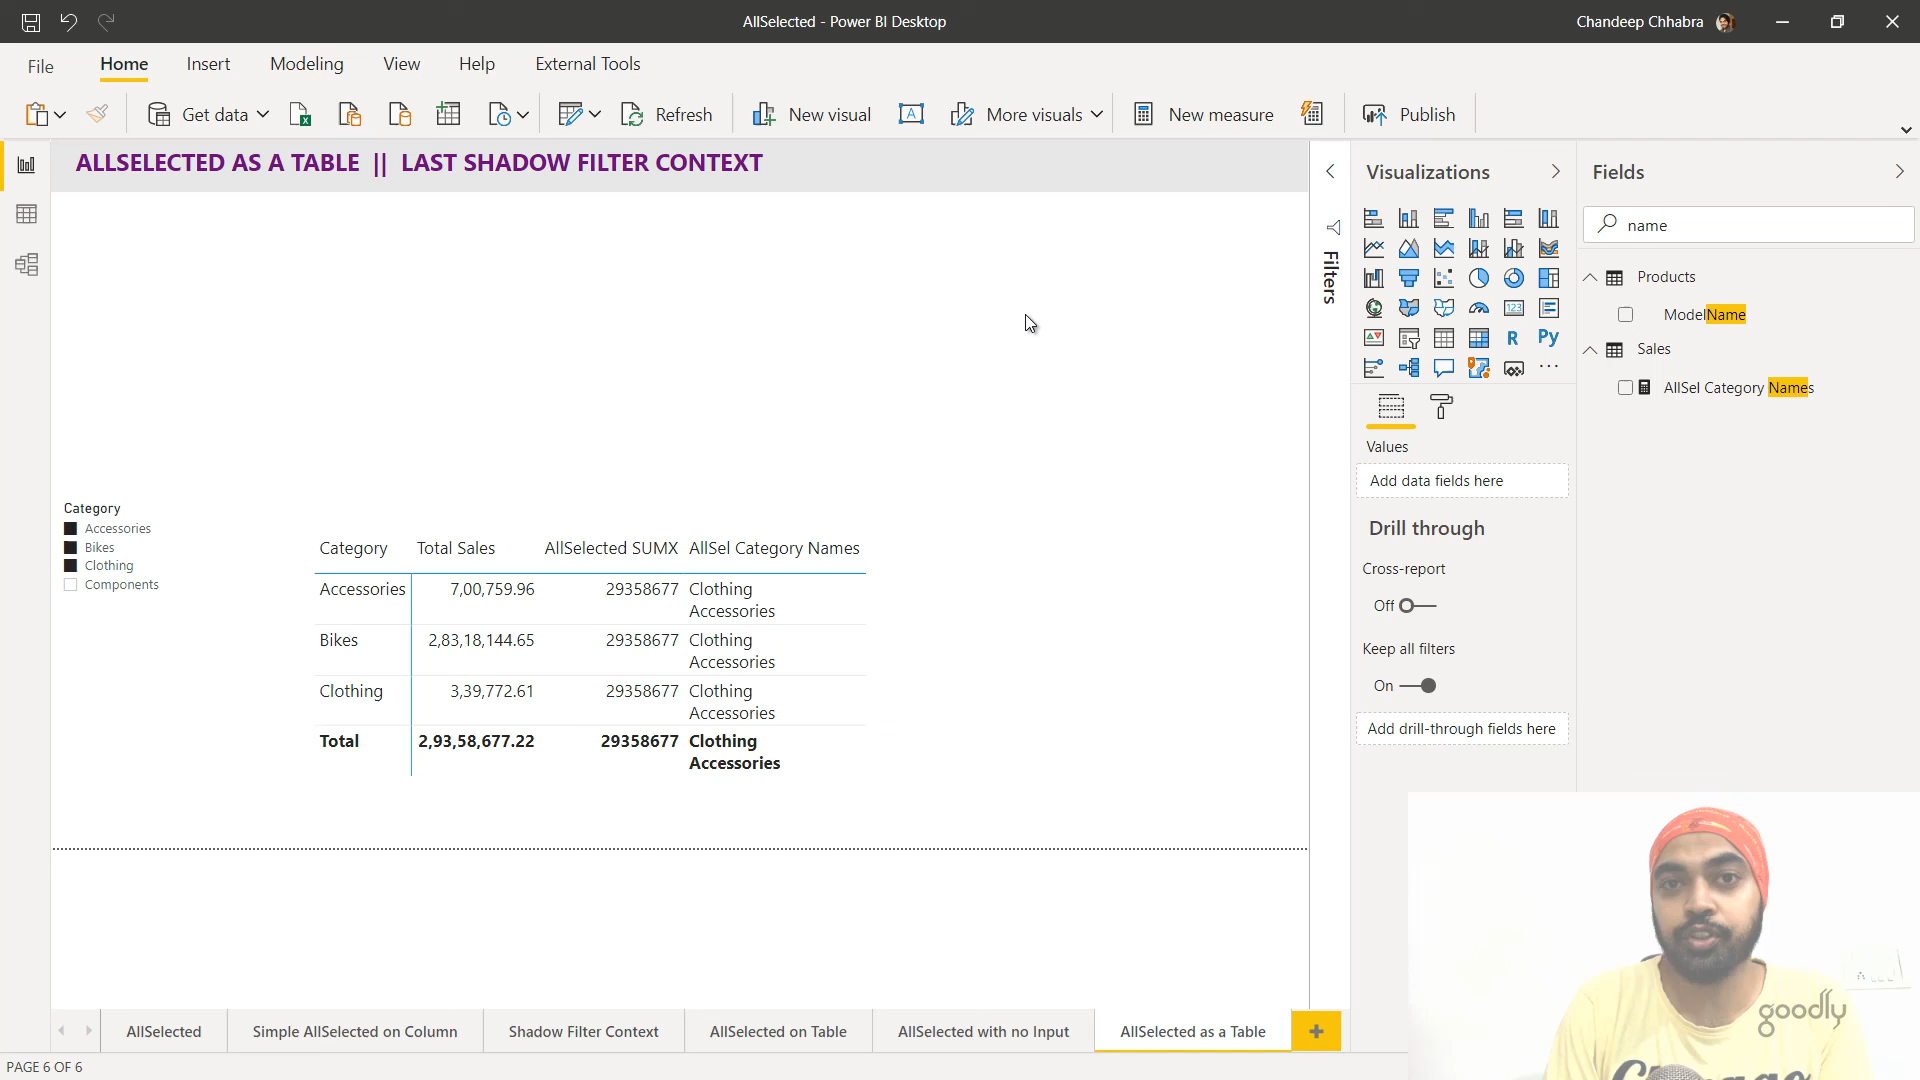 AllSelected - Power BI Desktop
Chandeep Chhabra
File
Home
Insert
Modeling
View
Help
External Tools
Get data
Refresh
New visual
More visuals
New measure
Publish
ALLSELECTED AS A TABLE || LAST SHADOW FILTER CONTEXT
Category
Accessories
Bikes
Clothing
Components
Category Total Sales AllSelected SUMX AllSel Category Names
Accessories 7,00,759.96 29358677 Clothing
Accessories
Bikes 2,83,18,144.65 29358677 Clothing
Accessories
Clothing 3,39,772.61 29358677 Clothing
Accessories
Total 2,93,58,677.22 29358677 Clothing
Accessories
Filters
Visualizations
123
R
Py
Values
Add data fields here
Drill through
Cross-report
Off
Keep all filters
On
Add drill-through fields here
Fields
name
Products
ModelName
Sales
AllSel Category Names
goodly
AllSelected
Simple AllSelected on Column
Shadow Filter Context
AllSelected on Table
AllSelected with no Input
AllSelected as a Table
PAGE 6 OF 6